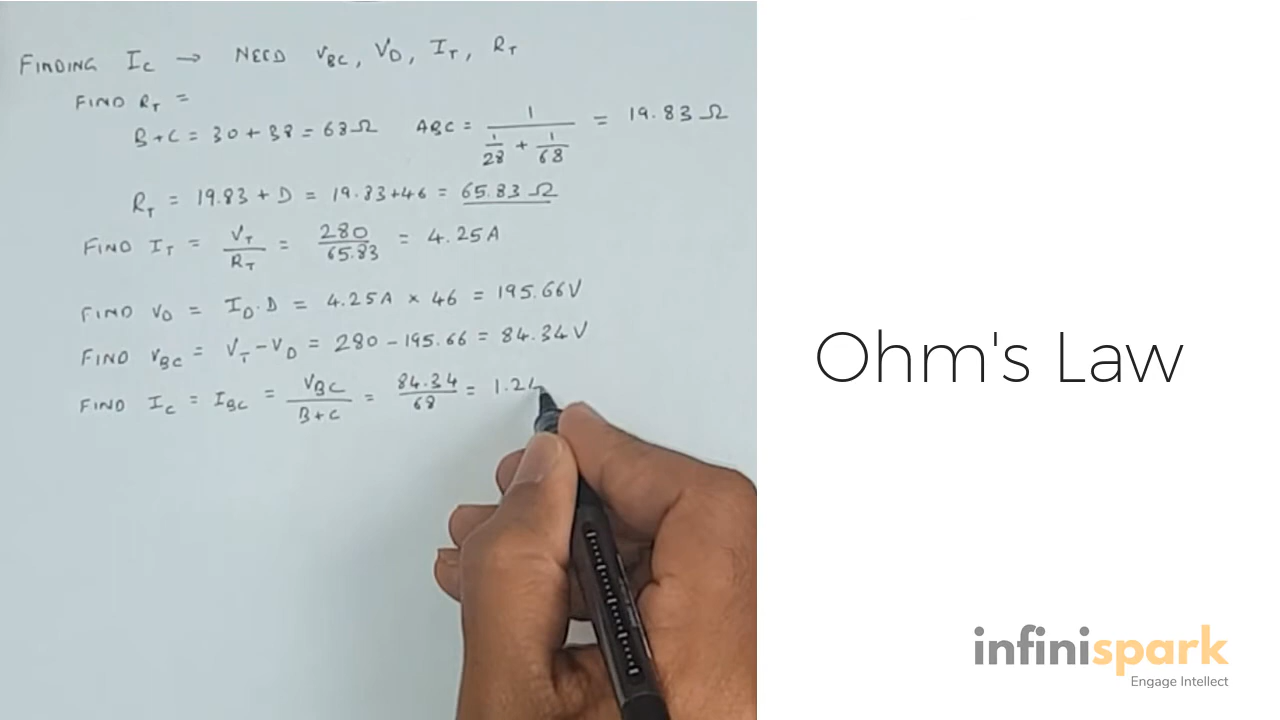 FINDING I_C → NEED V_BC, V_D, I_T, R_T
FIND R_T =
B+C = 30+38 = 68Ω   ABC = 1 / (1/28 + 1/68) = 19.83 Ω
R_T = 19.83 + D = 19.83+46 = 65.83 Ω
FIND I_T = V_T / R_T = 280 / 65.83 = 4.25A
FIND V_D = I_D.D = 4.25A × 46 = 195.66V
FIND V_BC = V_T - V_D = 280 - 195.66 = 84.34V
FIND I_C = I_BC = V_BC / B+C = 84.34 / 68 = 1.24
Ohm's Law
infinispark
Engage Intellect